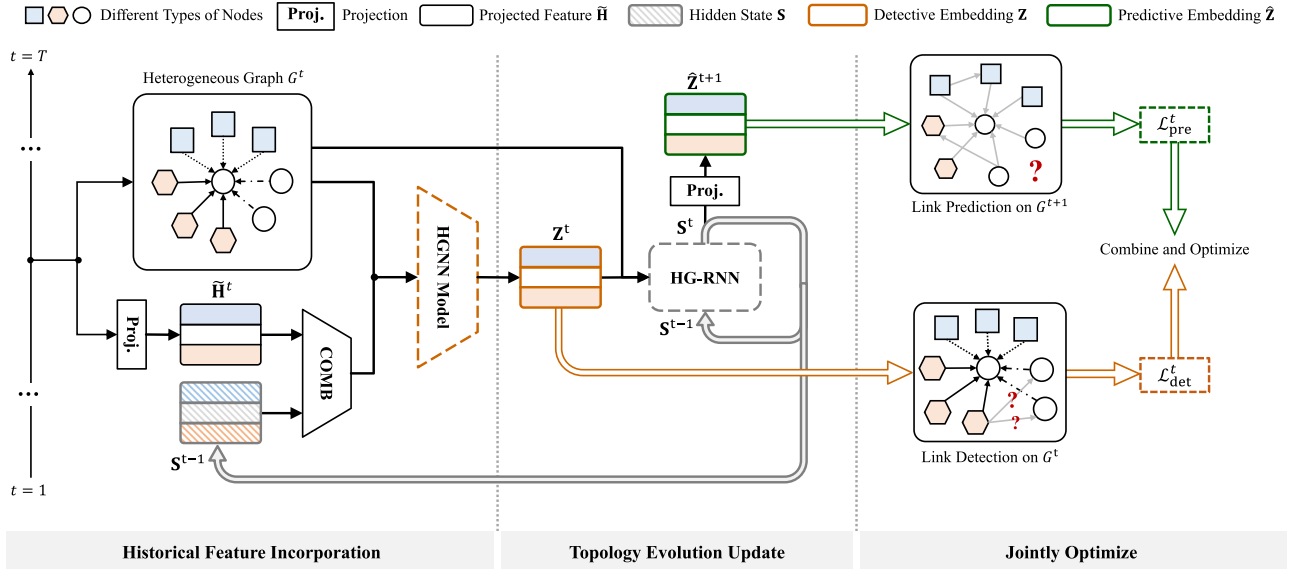 Different Types of Nodes
Proj. Projection
Projected Feature H̃
Hidden State S
Detective Embedding Z
Predictive Embedding Ẑ
t = T
...
...
t = 1
Heterogeneous Graph G^t
H̃^t
Proj.
COMB
S^t−1
HGNN Model
Z^t
Ẑ^t+1
Proj.
S^t
HG-RNN
S^t−1
?
Link Prediction on G^t+1
ℒ^t_pre
Combine and Optimize
ℒ^t_det
?
?
Link Detection on G^t
Historical Feature Incorporation
Topology Evolution Update
Jointly Optimize